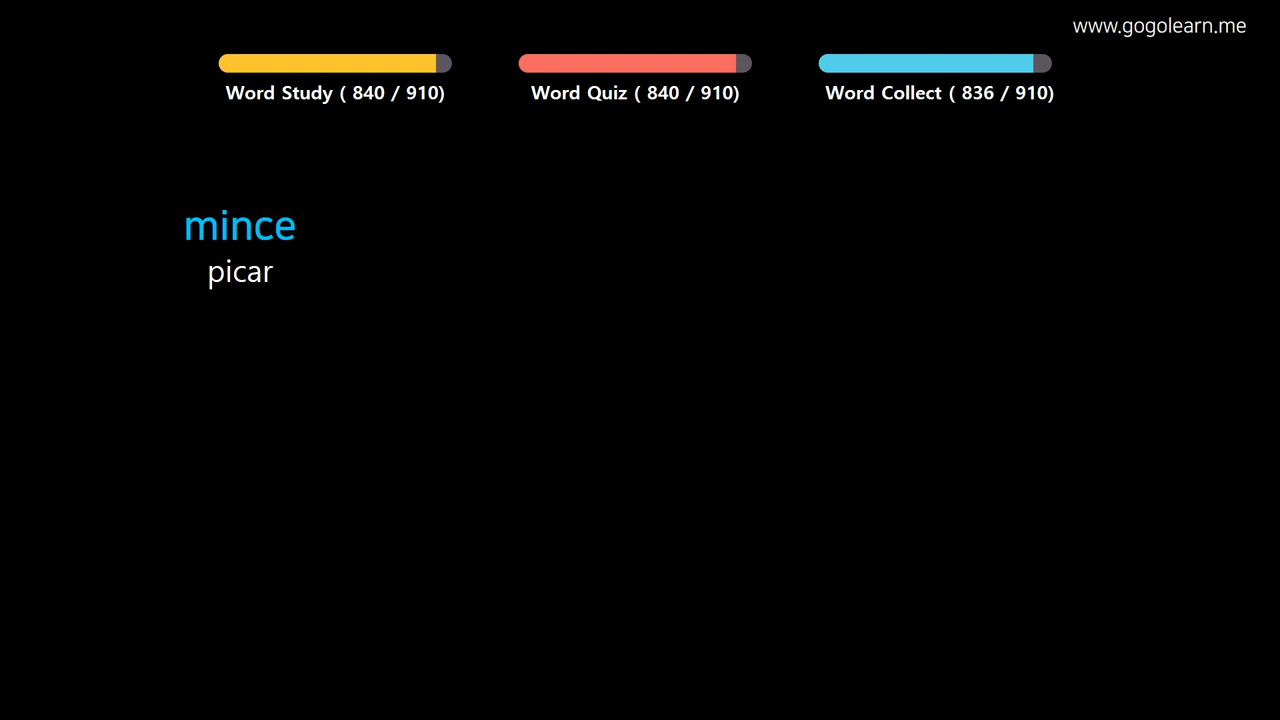 www.gogolearn.me
Word Study ( 840 / 910)
Word Quiz ( 840 / 910)
Word Collect ( 836 / 910)
mince
picar